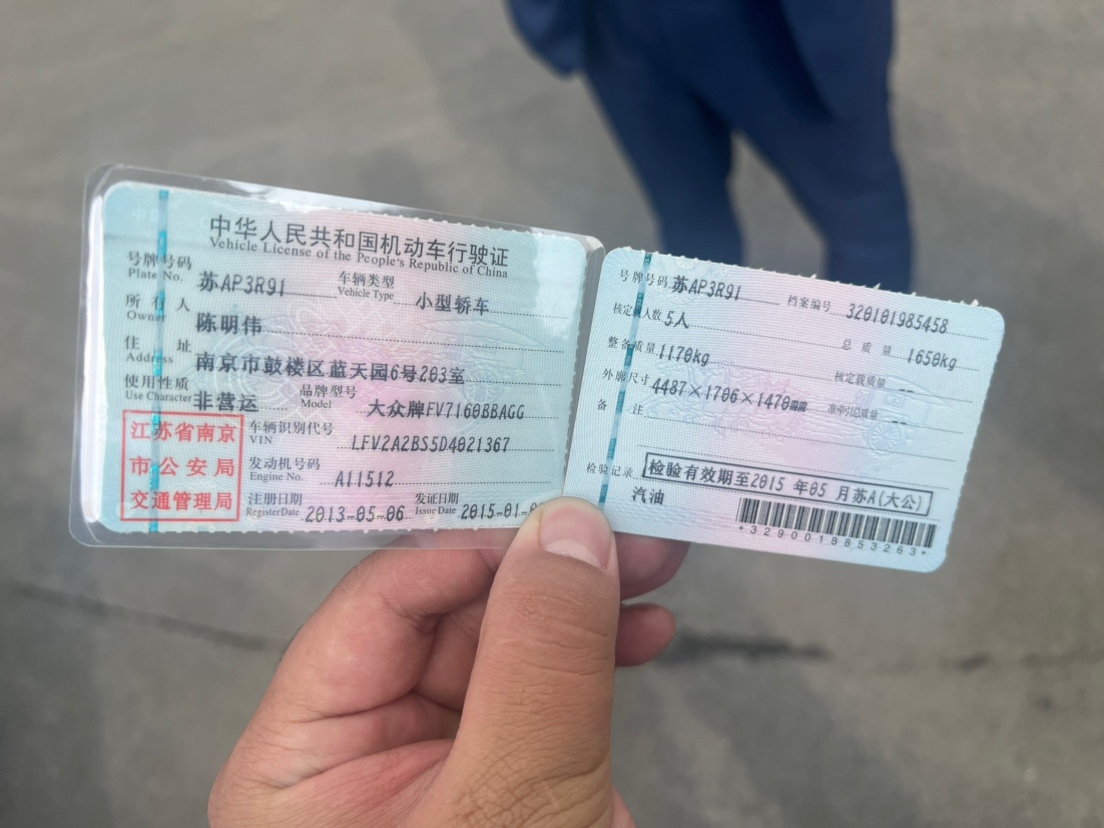 中华人民共和国机动车行驶证
Vehicle License of the People's Republic of China
号牌号码 苏AP3R91 车辆类型 小型轿车
Plate No. Vehicle Type
所有人 陈明伟
Owner
住址 南京市鼓楼区蓝天园6号203室
Address
使用性质 非营运 品牌型号 大众牌FV7160BBAGG
Use Character Model
江苏省南京
市公安局
交通管理局
车辆识别代号 LFV2A2BS5D4021367
VIN
发动机号码 A11512
Engine No.
注册日期 2013-05-06 发证日期 2015-01-
Register Date Issue Date
号牌号码 苏AP3R91 档案编号 320101985458
核定载人数 5人 总质量 1650kg
整备质量 1170kg 核定载质量 --
外廓尺寸 4487×1706×1470mm 准牵引总质量 --
备注
检验记录 检验有效期至2015 年05 月苏A(大公)
汽油
*3290018853263*